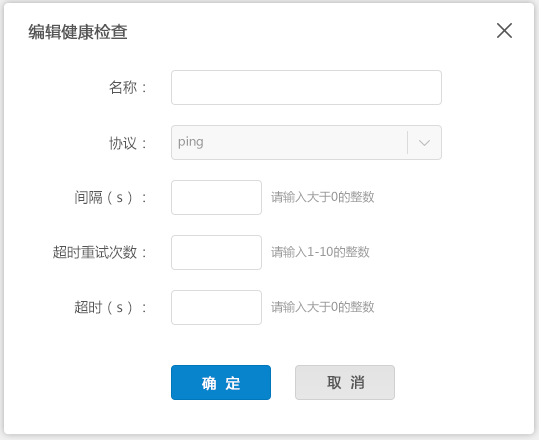 编辑健康检查
名称：
协议： ping
间隔（s）： 请输入大于0的整数
超时重试次数： 请输入1-10的整数
超时（s）： 请输入大于0的整数
确 定 取 消